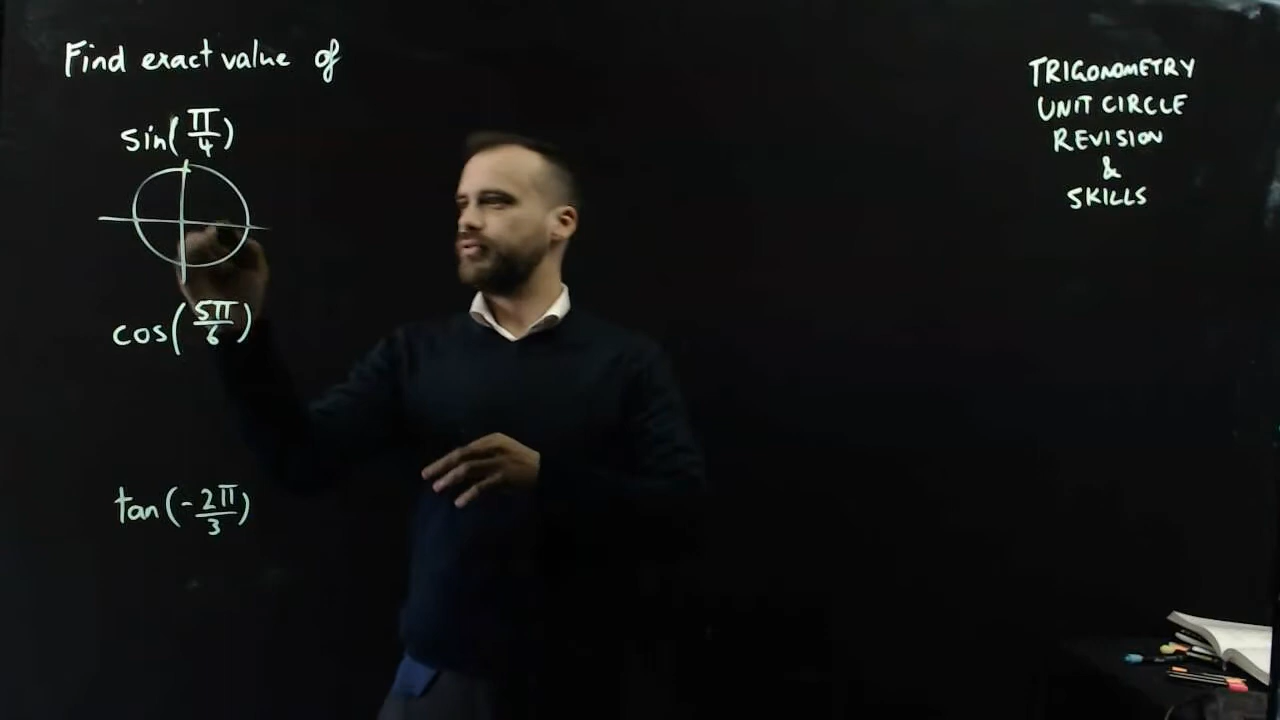 Find exact value of
sin(π/4)
cos(5π/6)
tan(-2π/3)
TRIGONOMETRY
UNIT CIRCLE
REVISION
&
SKILLS